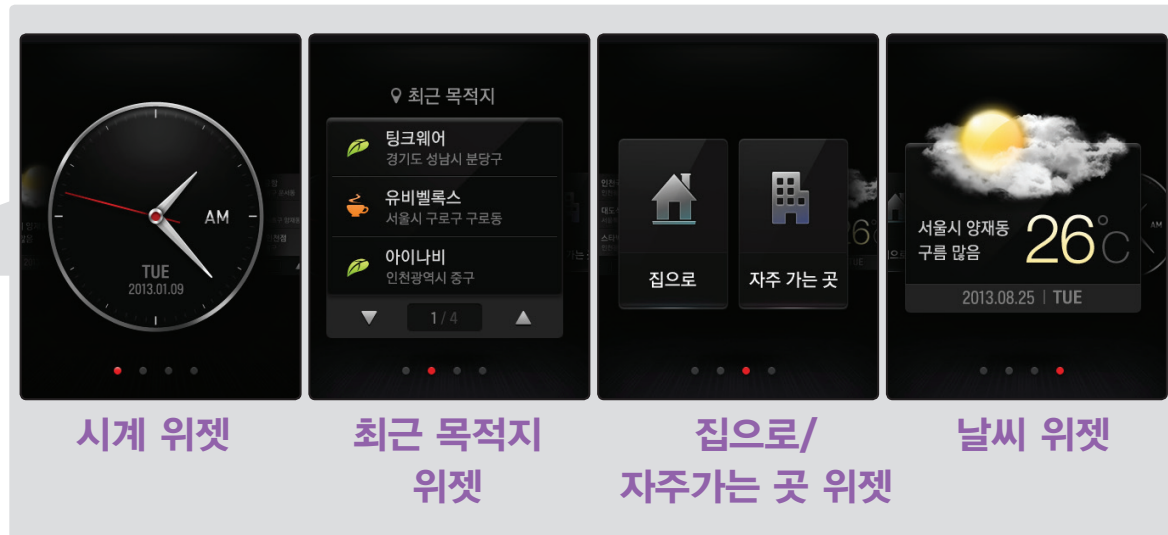 AM
TUE
2013.01.09
시계 위젯
최근 목적지
팅크웨어
경기도 성남시 분당구
유비벨록스
서울시 구로구 구로동
아이나비
인천광역시 중구
1/4
최근 목적지
위젯
집으로
자주 가는 곳
집으로/
자주가는 곳 위젯
서울시 양재동
구름 많음
26°C
2013.08.25 | TUE
날씨 위젯